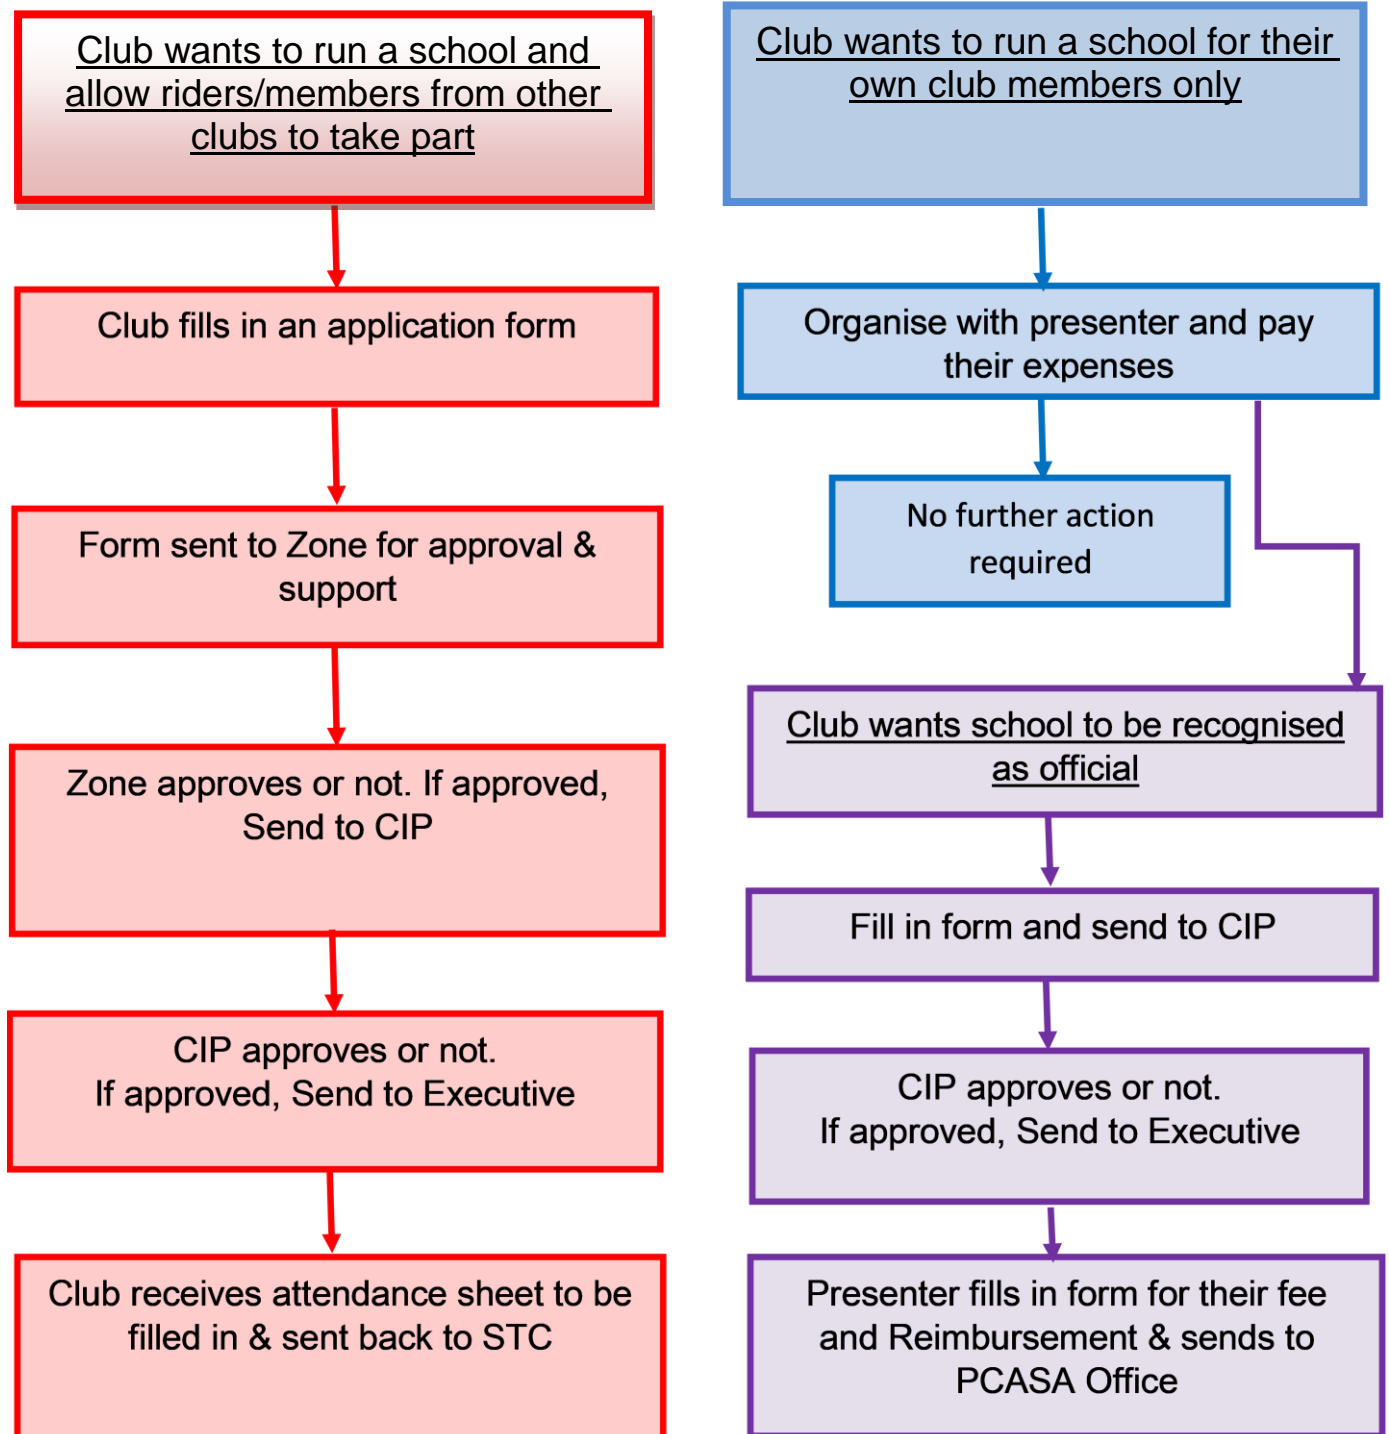 Club wants to run a school and
allow riders/members from other
clubs to take part
Club fills in an application form
Form sent to Zone for approval &
support
Zone approves or not. If approved,
Send to CIP
CIP approves or not.
If approved, Send to Executive
Club receives attendance sheet to be
filled in & sent back to STC
Club wants to run a school for their
own club members only
Organise with presenter and pay
their expenses
No further action
required
Club wants school to be recognised
as official
Fill in form and send to CIP
CIP approves or not.
If approved, Send to Executive
Presenter fills in form for their fee
and Reimbursement & sends to
PCASA Office